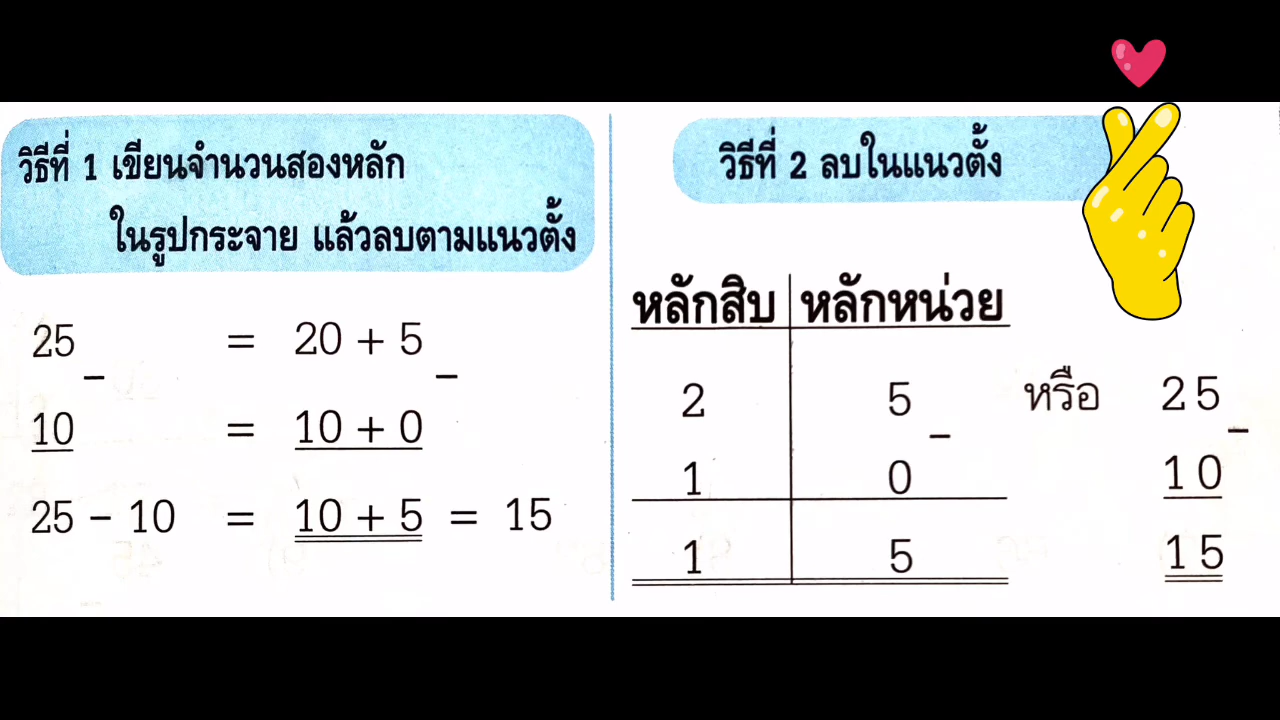 วิธีที่ 1 เขียนจำนวนสองหลัก
ในรูปกระจาย แล้วลบตามแนวตั้ง
25 = 20 + 5
– –
10 = 10 + 0
25 – 10 = 10 + 5 = 15
วิธีที่ 2 ลบในแนวตั้ง
หลักสิบ หลักหน่วย
2 5 หรือ 25
– –
1 0 10
1 5 15